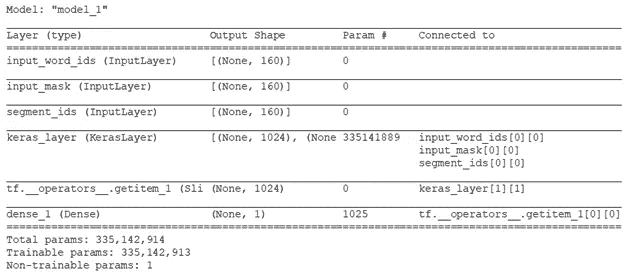 Model: "model_1"
Layer (type) Output Shape Param # Connected to
input_word_ids (InputLayer) [(None, 160)] 0
input_mask (InputLayer) [(None, 160)] 0
segment_ids (InputLayer) [(None, 160)] 0
keras_layer (KerasLayer) [(None, 1024), (None 335141889 input_word_ids[0][0]
input_mask[0][0]
segment_ids[0][0]
tf.__operators__.getitem_1 (Sli (None, 1024) 0 keras_layer[1][1]
dense_1 (Dense) (None, 1) 1025 tf.__operators__.getitem_1[0][0]
Total params: 335,142,914
Trainable params: 335,142,913
Non-trainable params: 1